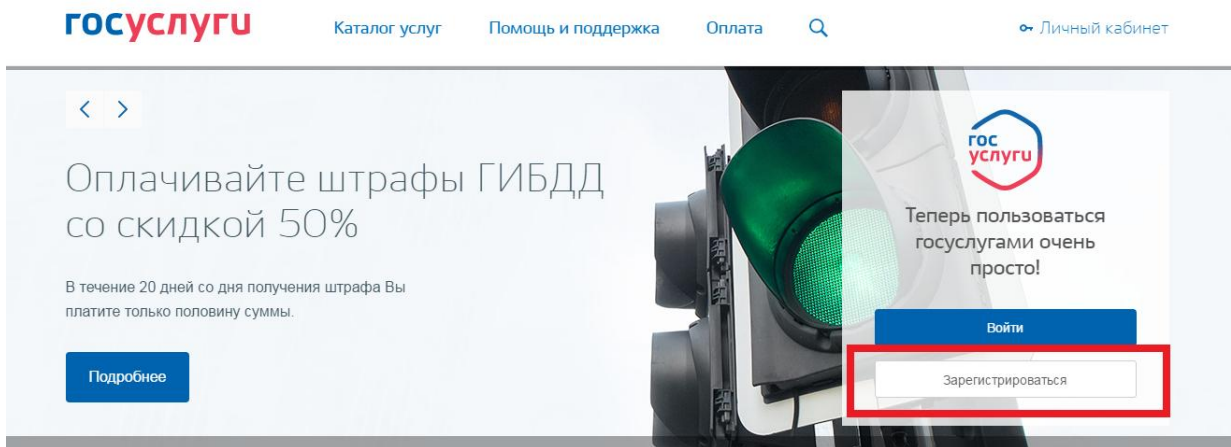 госуслуги
Каталог услуг Помощь и поддержка Оплата Личный кабинет
Оплачивайте штрафы ГИБДД
со скидкой 50%
В течение 20 дней со дня получения штрафа Вы
платите только половину суммы.
Подробнее
гос
услуги
Теперь пользоваться
госуслугами очень
просто!
Войти
Зарегистрироваться